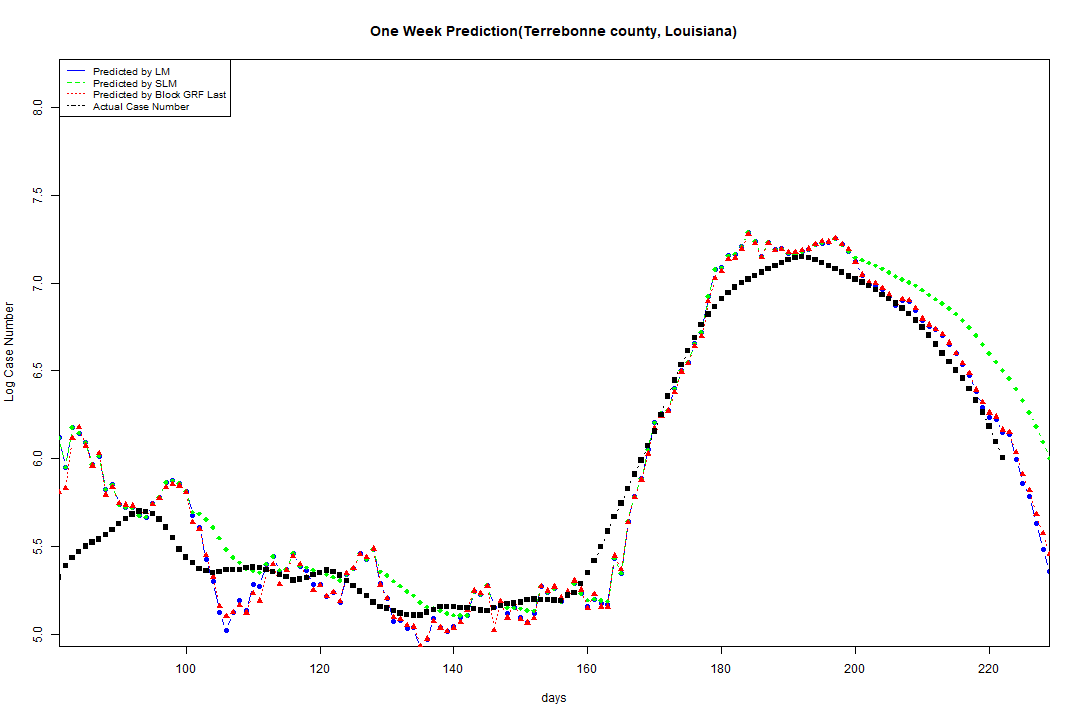 One Week Prediction(Terrebonne county, Louisiana)
Predicted by LM
Predicted by SLM
Predicted by Block GRF Last
Actual Case Number
Log Case Number
8.0
7.5
7.0
6.5
6.0
5.5
5.0
100 120 140 160 180 200 220
days